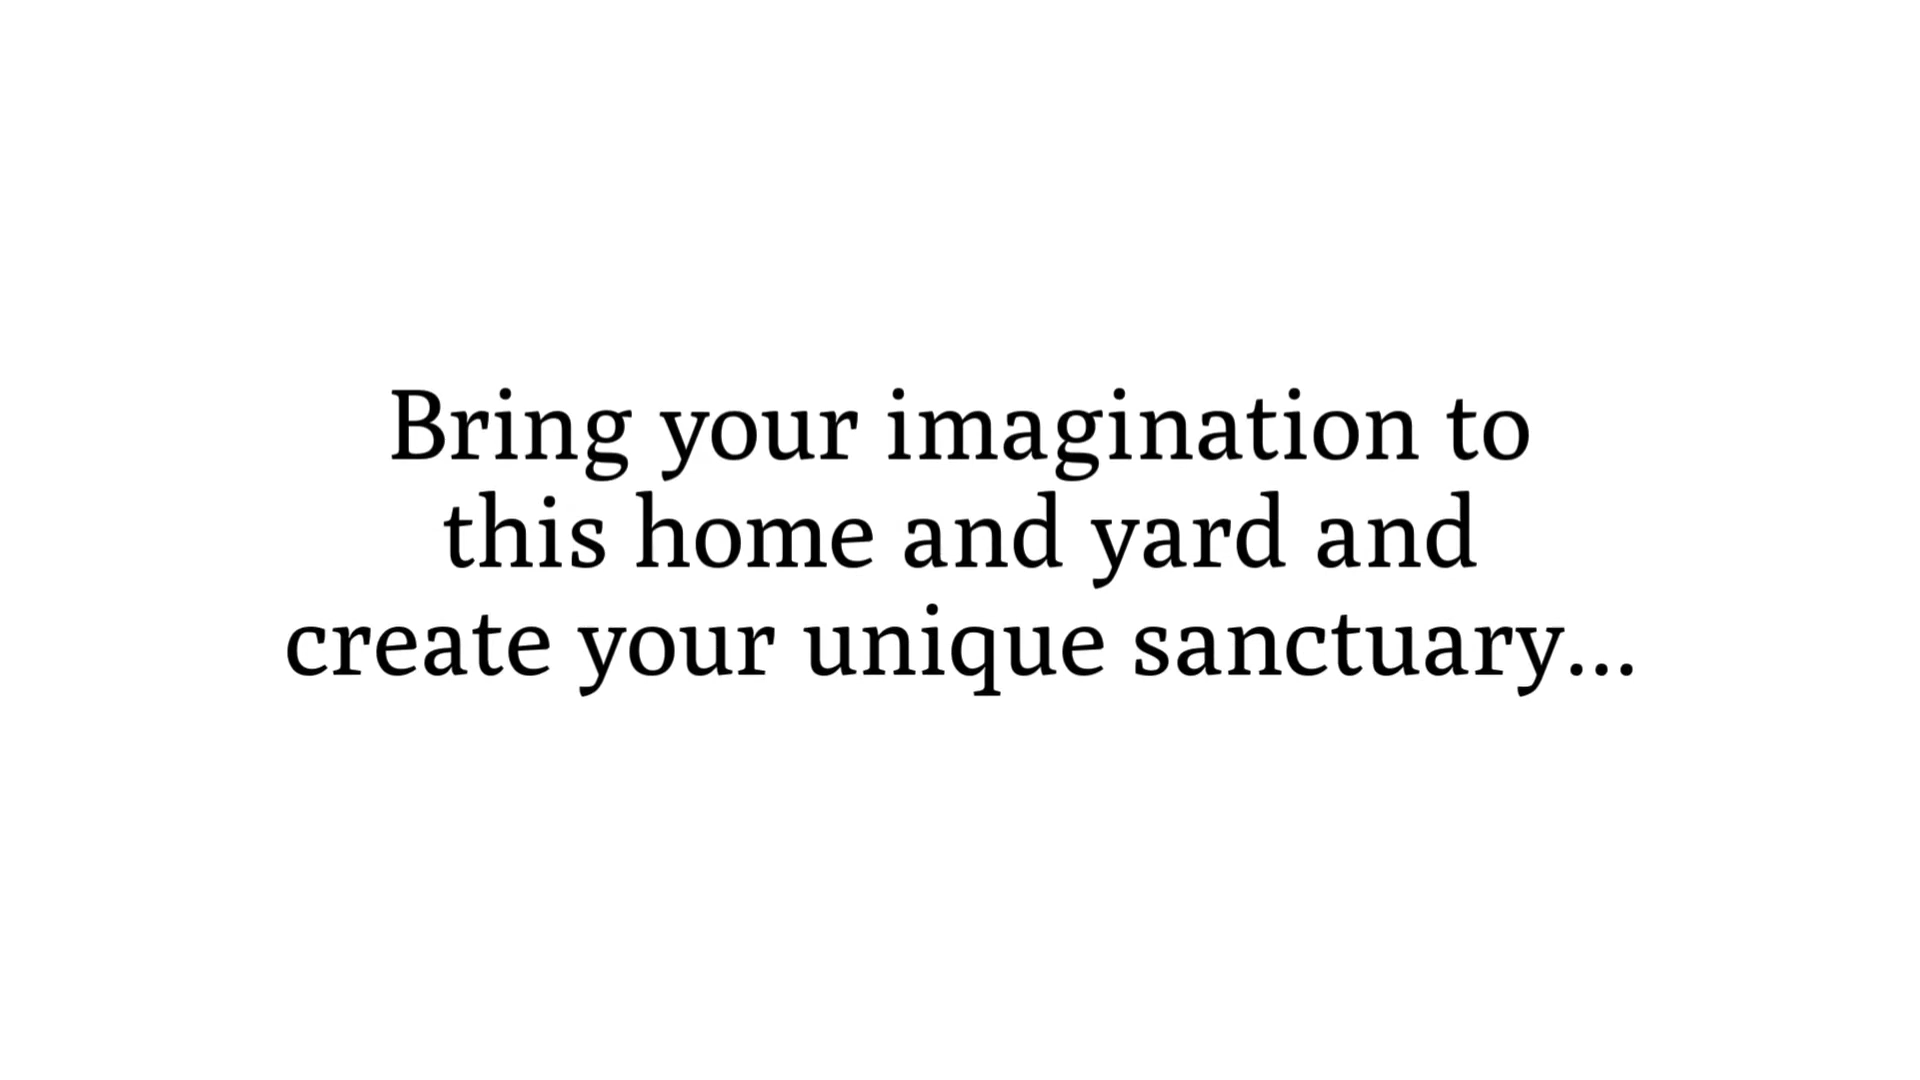 Bring your imagination to
this home and yard and
create your unique sanctuary...